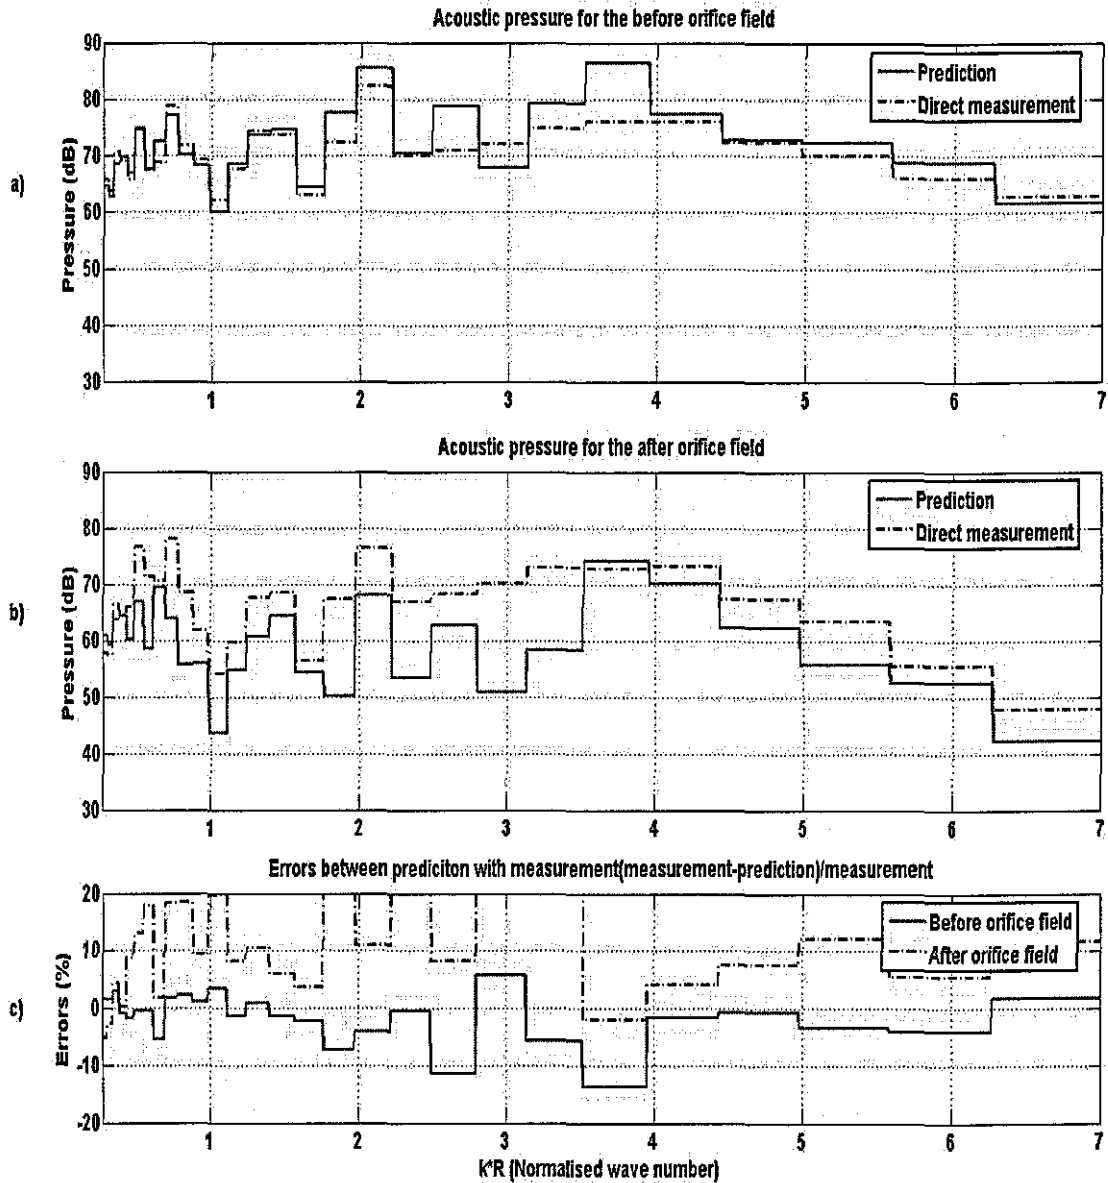 Acoustic pressure for the before orifice field
90
80
70
60
50
40
30
Pressure (dB)
a)
Prediction
Direct measurement
1 2 3 4 5 6 7
Acoustic pressure for the after orifice field
90
80
70
60
50
40
30
Pressure (dB)
b)
Prediction
Direct measurement
1 2 3 4 5 6 7
Errors between prediciton with measurement(measurement-prediction)/measurement
20
10
0
-10
-20
Errors (%)
c)
Before orifice field
After orifice field
1 2 3 4 5 6 7
k*R (Normalised wave number)